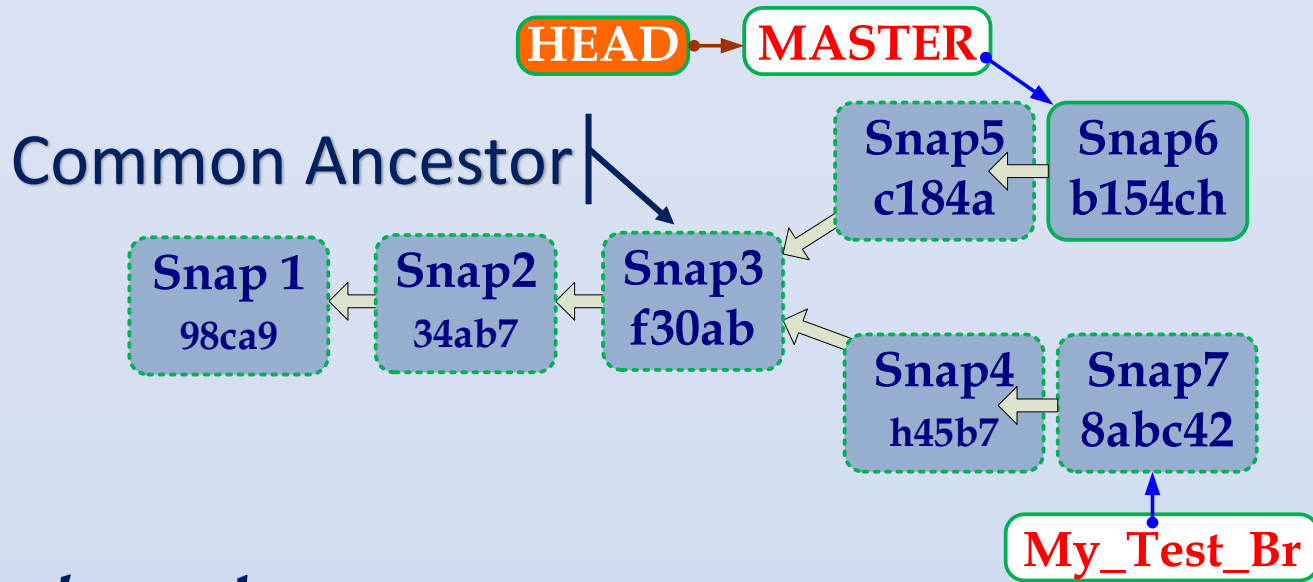 HEAD
MASTER
Common Ancestor
Snap5
c184a
Snap6
b154ch
Snap 1
98ca9
Snap2
34ab7
Snap3
f30ab
Snap4
h45b7
Snap7
8abc42
My_Test_Br